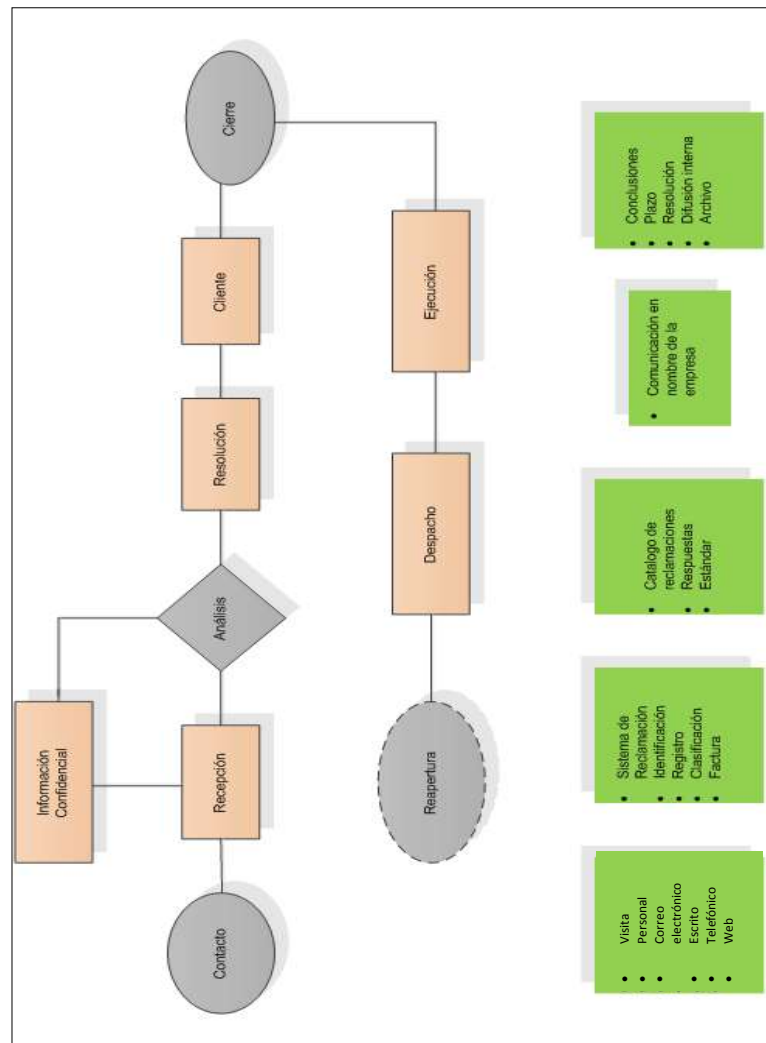 Información
Confidencial
Contacto
Recepción
Análisis
Resolución
Cliente
Cierre
Reapertura
Despacho
Ejecución
• Visita
• Personal
• Correo
electrónico
• Escrito
• Telefónico
• Web
• Sistema de
Reclamación
• Identificación
• Registro
• Clasificación
• Factura
• Catalogo de
reclamaciones
• Respuestas
• Estándar
• Comunicación en
nombre de la
empresa
• Conclusiones
• Plazo
• Resolución
• Difusión interna
• Archivo